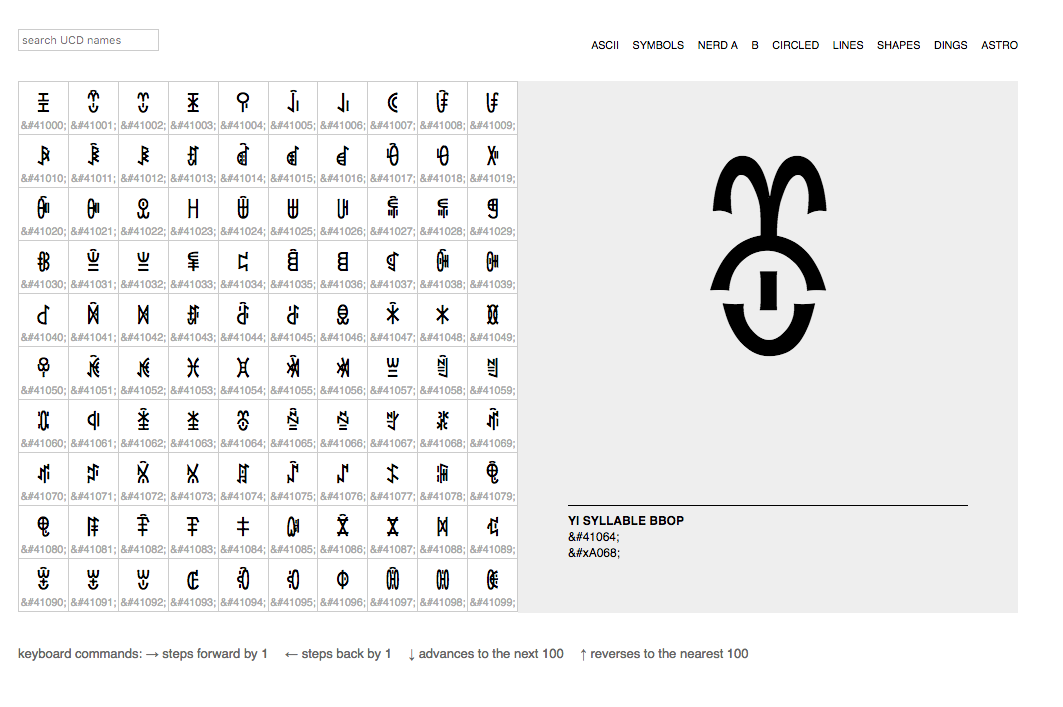 search UCD names
ASCII SYMBOLS NERD A B CIRCLED LINES SHAPES DINGS ASTRO
ꀨ ꀩ ꀪ ꀫ ꀬ ꀭ ꀮ ꀯ ꀰ ꀱ
&#41000; &#41001; &#41002; &#41003; &#41004; &#41005; &#41006; &#41007; &#41008; &#41009;
ꀲ ꀳ ꀴ ꀵ ꀶ ꀷ ꀸ ꀹ ꀺ ꀻ
&#41010; &#41011; &#41012; &#41013; &#41014; &#41015; &#41016; &#41017; &#41018; &#41019;
ꀼ ꀽ ꀾ ꀿ ꁀ ꁁ ꁂ ꁃ ꁄ ꁅ
&#41020; &#41021; &#41022; &#41023; &#41024; &#41025; &#41026; &#41027; &#41028; &#41029;
ꁆ ꁇ ꁈ ꁉ ꁊ ꁋ ꁌ ꁍ ꁎ ꁏ
&#41030; &#41031; &#41032; &#41033; &#41034; &#41035; &#41036; &#41037; &#41038; &#41039;
ꁐ ꁑ ꁒ ꁓ ꁔ ꁕ ꁖ ꁗ ꁘ ꁙ
&#41040; &#41041; &#41042; &#41043; &#41044; &#41045; &#41046; &#41047; &#41048; &#41049;
ꁚ ꁛ ꁜ ꁝ ꁞ ꁟ ꁠ ꁡ ꁢ ꁣ
&#41050; &#41051; &#41052; &#41053; &#41054; &#41055; &#41056; &#41057; &#41058; &#41059;
ꁤ ꁥ ꁦ ꁧ ꁨ ꁩ ꁪ ꁫ ꁬ ꁭ
&#41060; &#41061; &#41062; &#41063; &#41064; &#41065; &#41066; &#41067; &#41068; &#41069;
ꁮ ꁯ ꁰ ꁱ ꁲ ꁳ ꁴ ꁵ ꁶ ꁷ
&#41070; &#41071; &#41072; &#41073; &#41074; &#41075; &#41076; &#41077; &#41078; &#41079;
ꁸ ꁹ ꁺ ꁻ ꁼ ꁽ ꁾ ꁿ ꂀ ꂁ
&#41080; &#41081; &#41082; &#41083; &#41084; &#41085; &#41086; &#41087; &#41088; &#41089;
ꂂ ꂃ ꂄ ꂅ ꂆ ꂇ ꂈ ꂉ ꂊ ꂋ
&#41090; &#41091; &#41092; &#41093; &#41094; &#41095; &#41096; &#41097; &#41098; &#41099;
ꁨ
YI SYLLABLE BBOP
&#41064;
&#xA068;
keyboard commands: → steps forward by 1 ← steps back by 1 ↓ advances to the next 100 ↑ reverses to the nearest 100